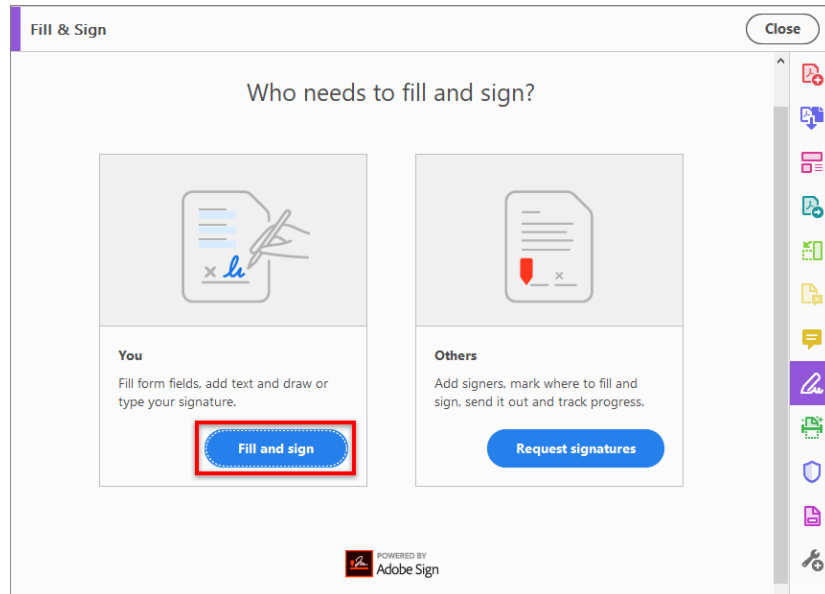 Fill & Sign
Close
Who needs to fill and sign?
You
Fill form fields, add text and draw or
type your signature.
Fill and sign
Others
Add signers, mark where to fill and
sign, send it out and track progress.
Request signatures
POWERED BY
Adobe Sign